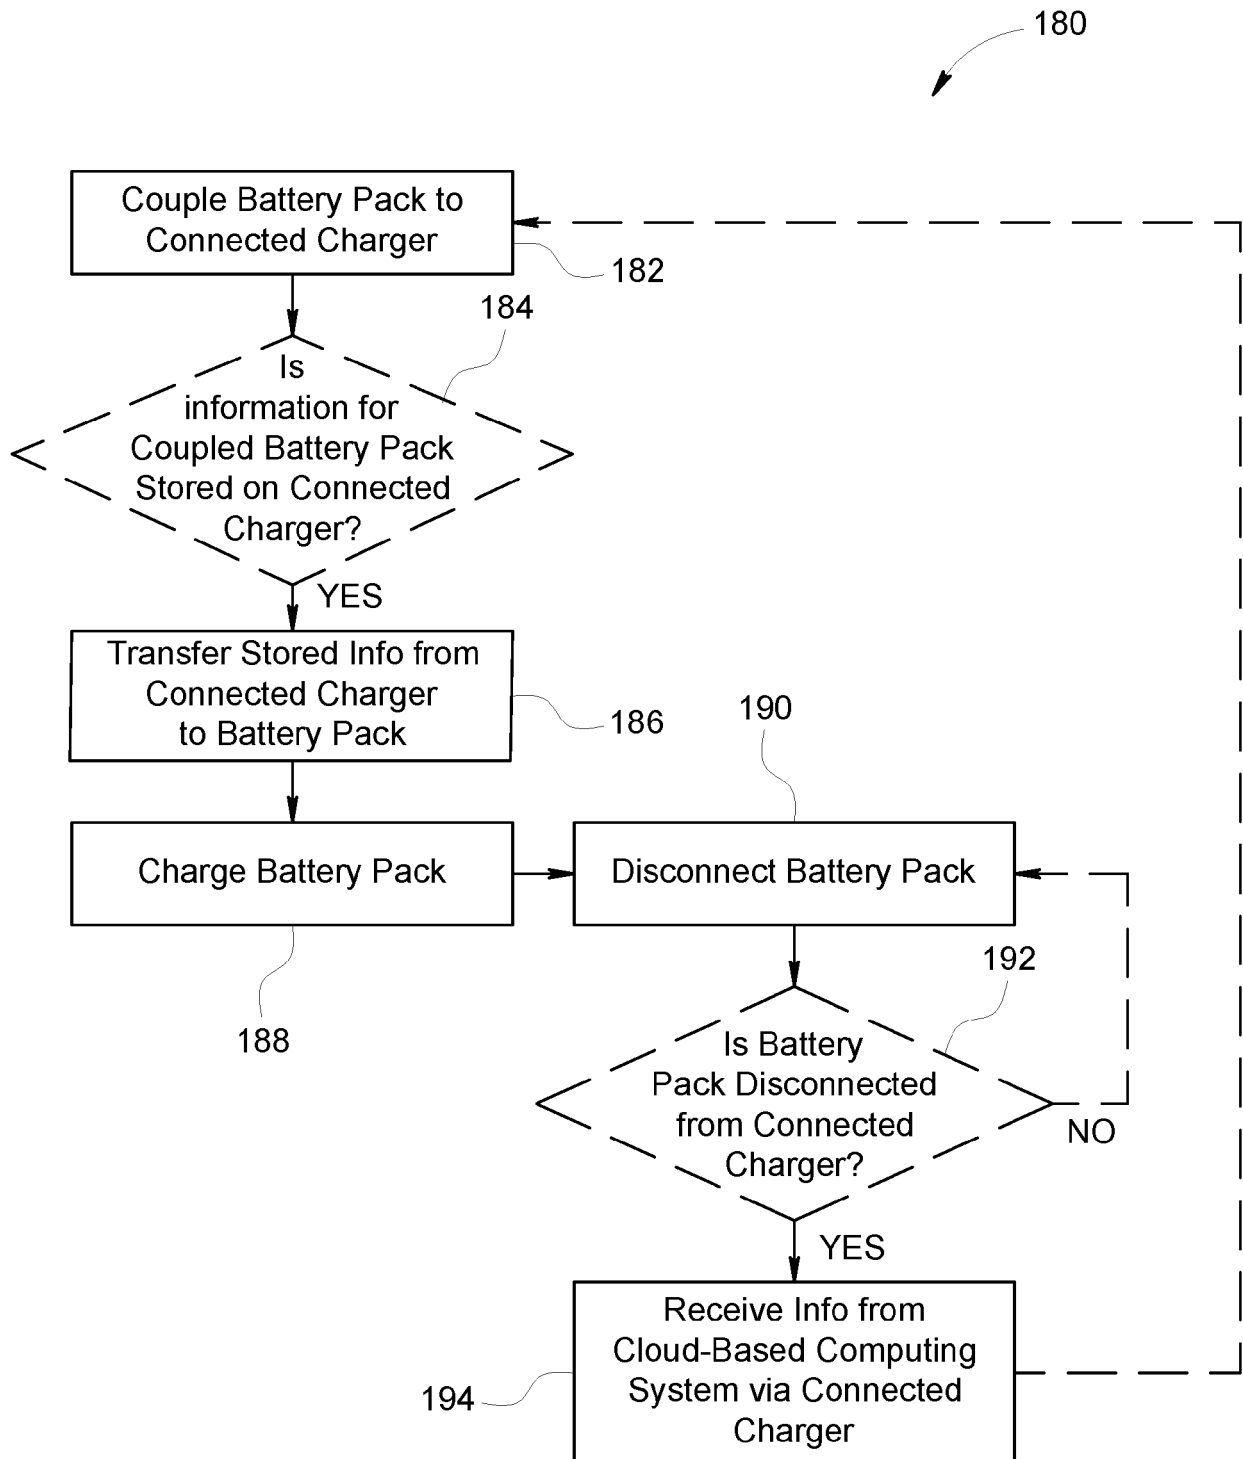 180
Couple Battery Pack to
Connected Charger
182
184
Is
information for
Coupled Battery Pack
Stored on Connected
Charger?
YES
Transfer Stored Info from
Connected Charger
to Battery Pack
186
190
Charge Battery Pack
Disconnect Battery Pack
188
192
Is Battery
Pack Disconnected
from Connected
Charger?
NO
YES
Receive Info from
Cloud-Based Computing
System via Connected
Charger
194